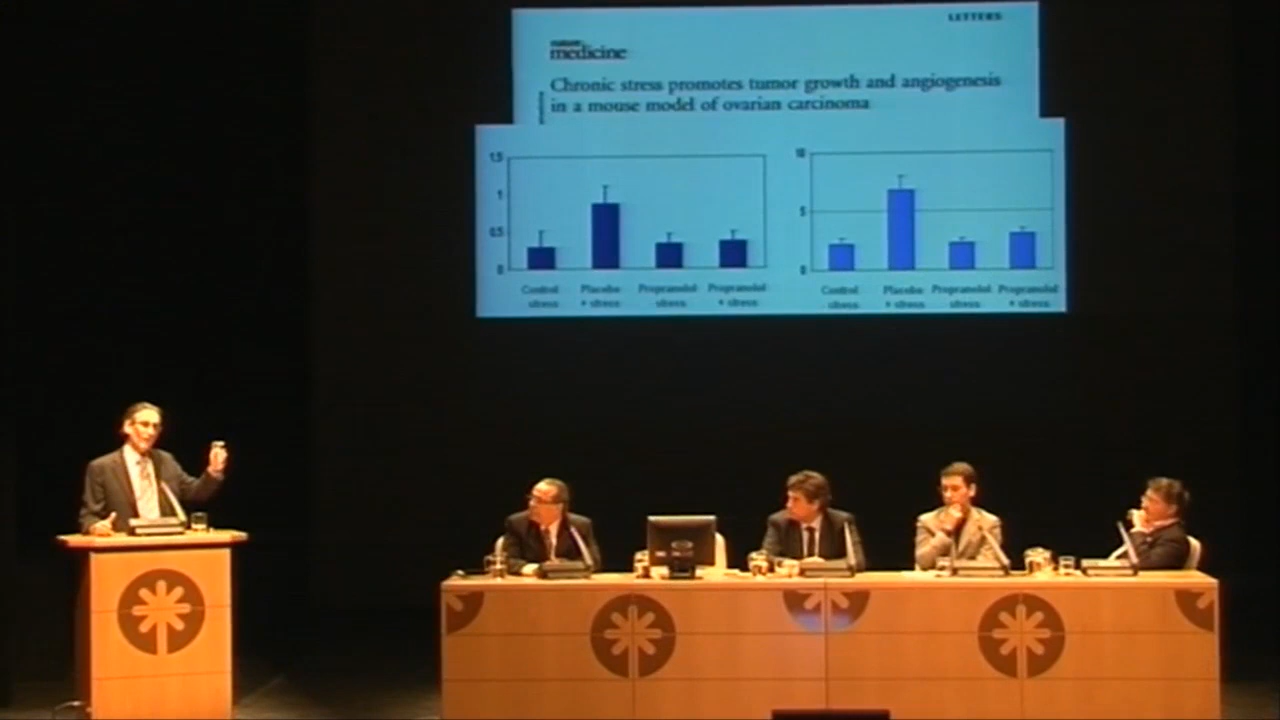 LETTERS
nature
medicine
Chronic stress promotes tumor growth and angiogenesis
in a mouse model of ovarian carcinoma
1.5
1
0.5
0
Control stress
Placebo + stress
Propranolol stress
Propranolol + stress
10
5
0
Control stress
Placebo + stress
Propranolol stress
Propranolol + stress